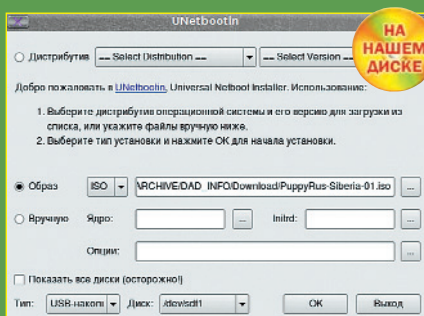 UNetbootin
НА НАШЕМ ДИСКЕ
Дистрибутив == Select Distribution == == Select Version ==
Добро пожаловать в UNetbootin, Universal Netboot Installer. Использование:
1. Выберите дистрибутив операционной системы и его версию для загрузки из
списка, или укажите файлы вручную ниже.
2. Выберите тип установки и нажмите ОК для начала установки.
Образ ISO ARCHIVE/DAD_INFO/Download/PuppyRus-Siberia-01.iso ...
Вручную Ядро: ... Initrd: ...
Опции: ...
Показать все диски (осторожно!)
Тип: USB-накопи Диск: /dev/sdf1 OK Выход